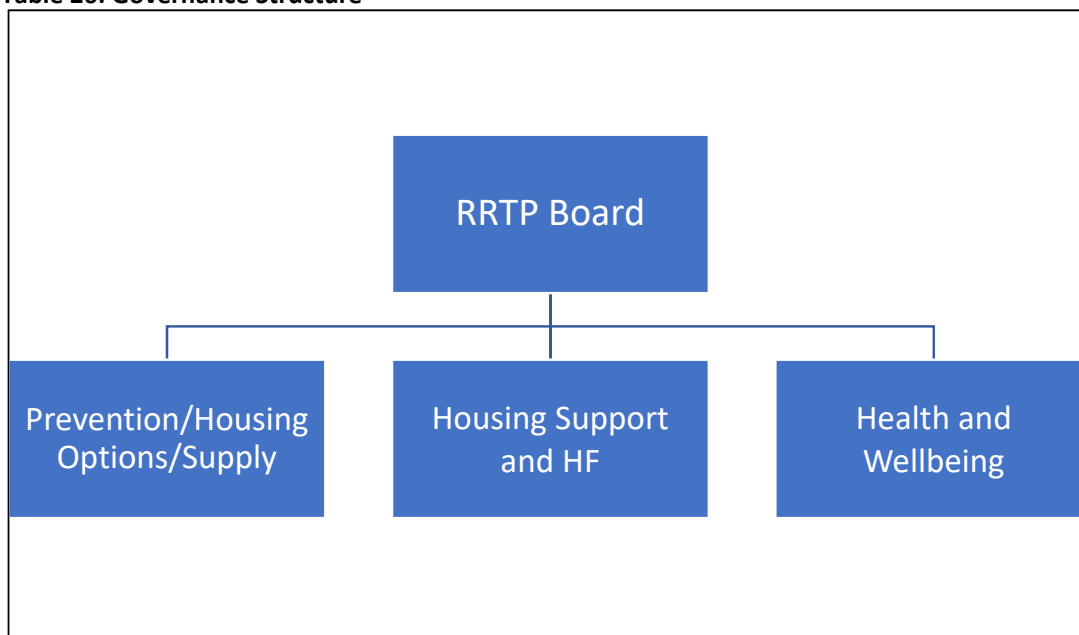 Table Governance Structure
RRTP Board
Prevention/Housing
Options/Supply
Housing Support
and HF
Health and
Wellbeing